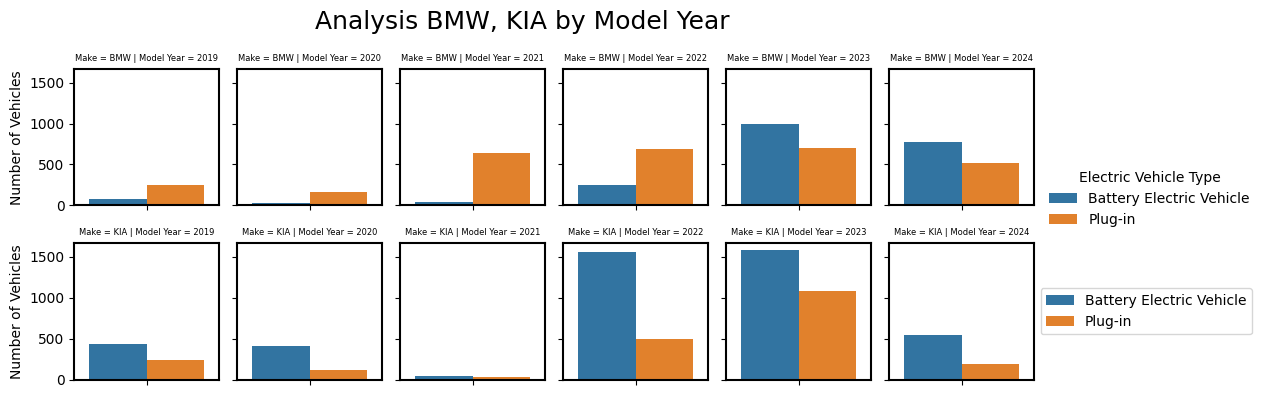 Analysis BMW, KIA by Model Year
Make = BMW | Model Year = 2019
Make = BMW | Model Year = 2020
Make = BMW | Model Year = 2021
Make = BMW | Model Year = 2022
Make = BMW | Model Year = 2023
Make = BMW | Model Year = 2024
Number of Vehicles
1500
1000
500
0
Make = KIA | Model Year = 2019
Make = KIA | Model Year = 2020
Make = KIA | Model Year = 2021
Make = KIA | Model Year = 2022
Make = KIA | Model Year = 2023
Make = KIA | Model Year = 2024
Number of Vehicles
1500
1000
500
0
Electric Vehicle Type
Battery Electric Vehicle
Plug-in
Battery Electric Vehicle
Plug-in